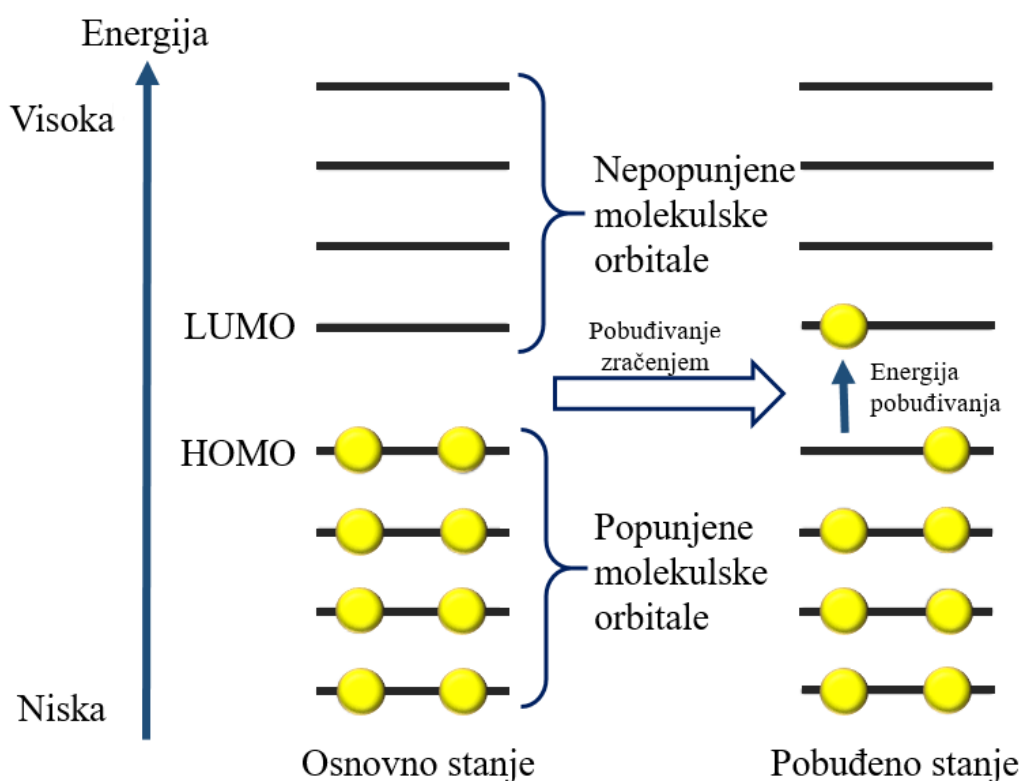 Energija
Visoka
Nepopunjene
molekulske
orbitale
LUMO
Pobuđivanje
zračenjem
Energija
pobuđivanja
HOMO
Popunjene
molekulske
orbitale
Niska
Osnovno stanje
Pobuđeno stanje